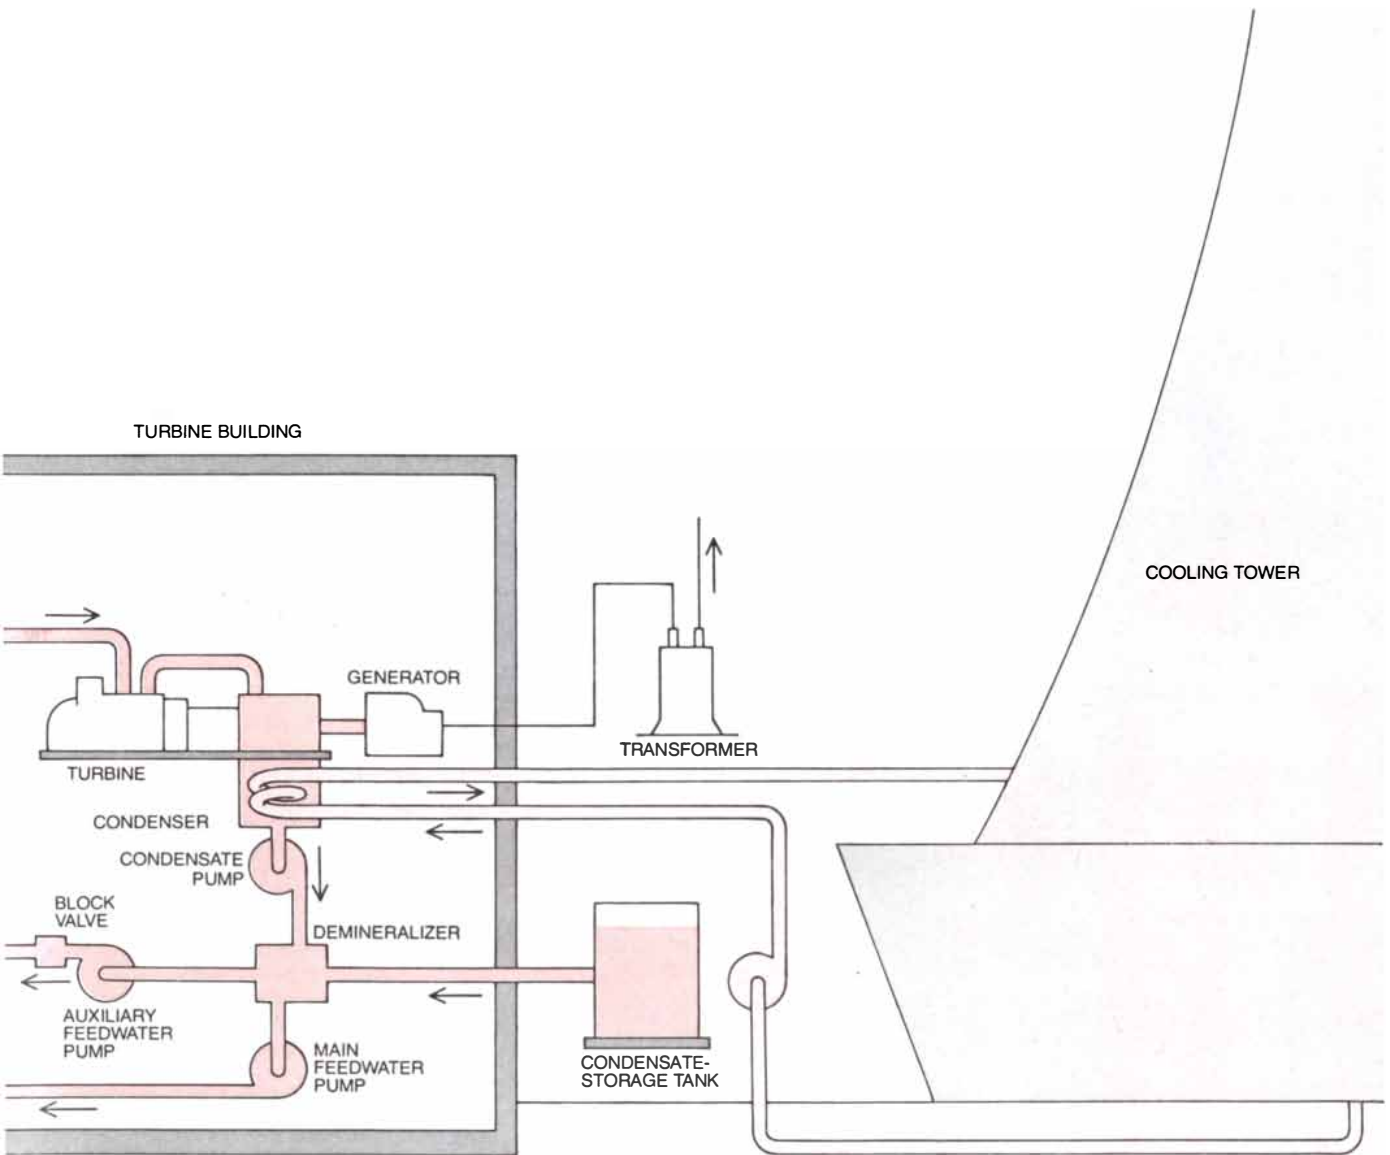 TURBINE BUILDING
COOLING TOWER
GENERATOR
TRANSFORMER
TURBINE
CONDENSER
CONDENSATE
PUMP
BLOCK
VALVE
DEMINERALIZER
AUXILIARY
FEEDWATER
PUMP
MAIN
FEEDWATER
PUMP
CONDENSATE-
STORAGE TANK